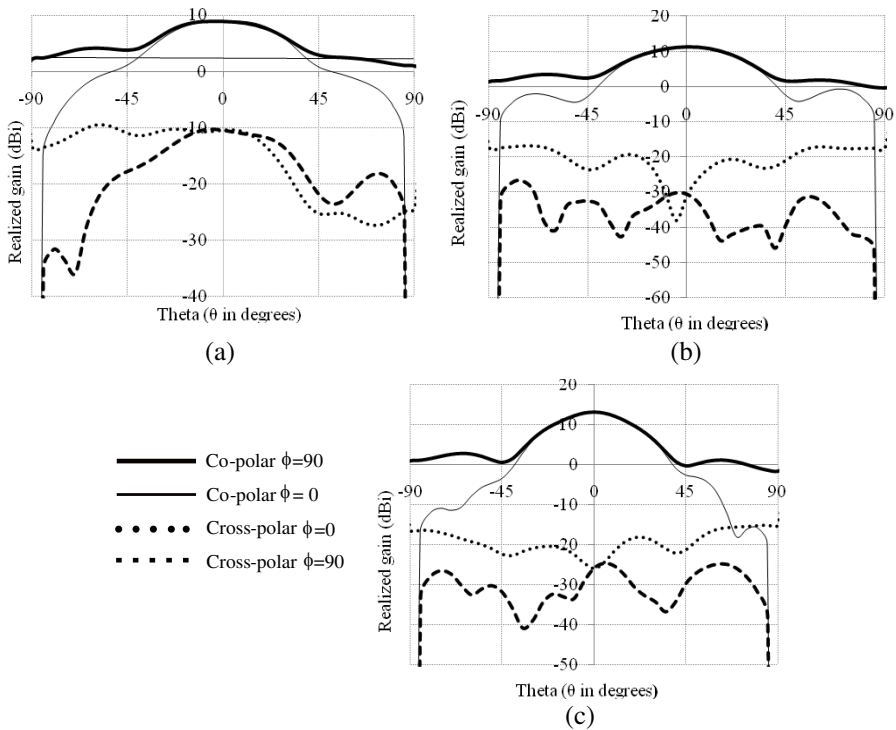 10
0
-10
-20
-30
-40
-90
-45
0
45
90
Realized gain (dBi)
Theta (θ in degrees)
(a)
20
10
0
-10
-20
-30
-40
-50
-60
-90
-45
0
45
90
Realized gain (dBi)
Theta (θ in degrees)
(b)
Co-polar ϕ=90
Co-polar ϕ= 0
Cross-polar ϕ=0
Cross-polar ϕ=90
20
10
0
-10
-20
-30
-40
-50
-90
-45
0
45
90
Realized gain (dBi)
Theta (θ in degrees)
(c)